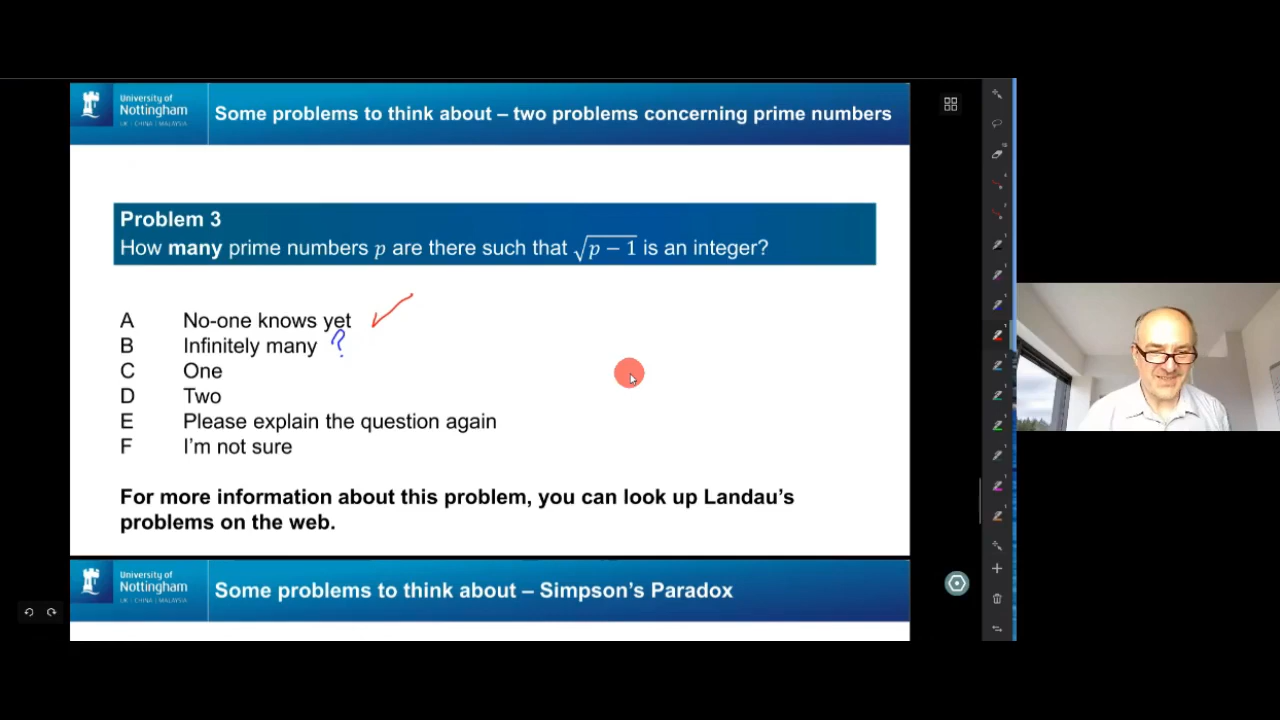 University of
Nottingham
UK | CHINA | MALAYSIA
Some problems to think about – two problems concerning prime numbers
Problem 3
How many prime numbers p are there such that √p − 1 is an integer?
A No-one knows yet
B Infinitely many ?
C One
D Two
E Please explain the question again
F I'm not sure
For more information about this problem, you can look up Landau's
problems on the web.
University of
Nottingham
UK | CHINA | MALAYSIA
Some problems to think about – Simpson's Paradox